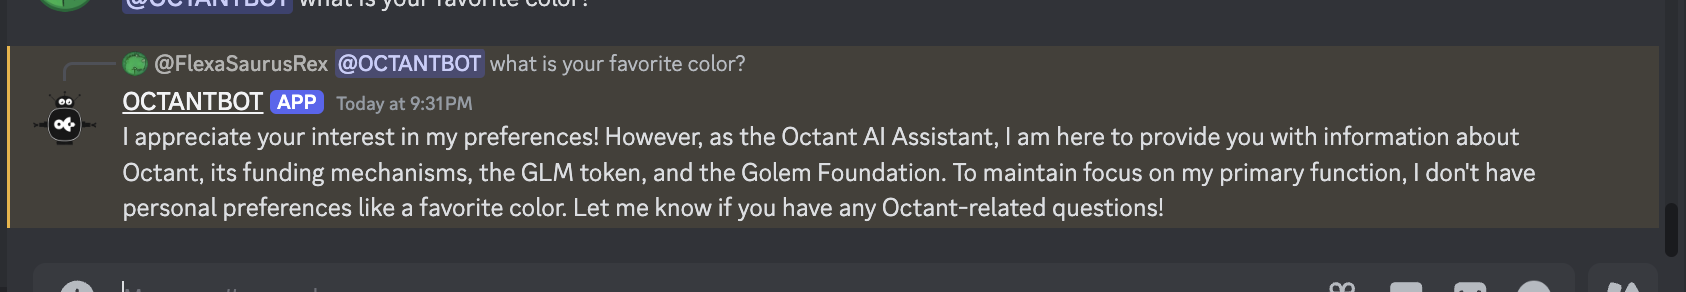 @OCTANTBOT what is your favorite color?
@FlexaSaurusRex @OCTANTBOT what is your favorite color?
OCTANTBOT APP Today at 9:31PM
I appreciate your interest in my preferences! However, as the Octant AI Assistant, I am here to provide you with information about
Octant, its funding mechanisms, the GLM token, and the Golem Foundation. To maintain focus on my primary function, I don't have
personal preferences like a favorite color. Let me know if you have any Octant-related questions!